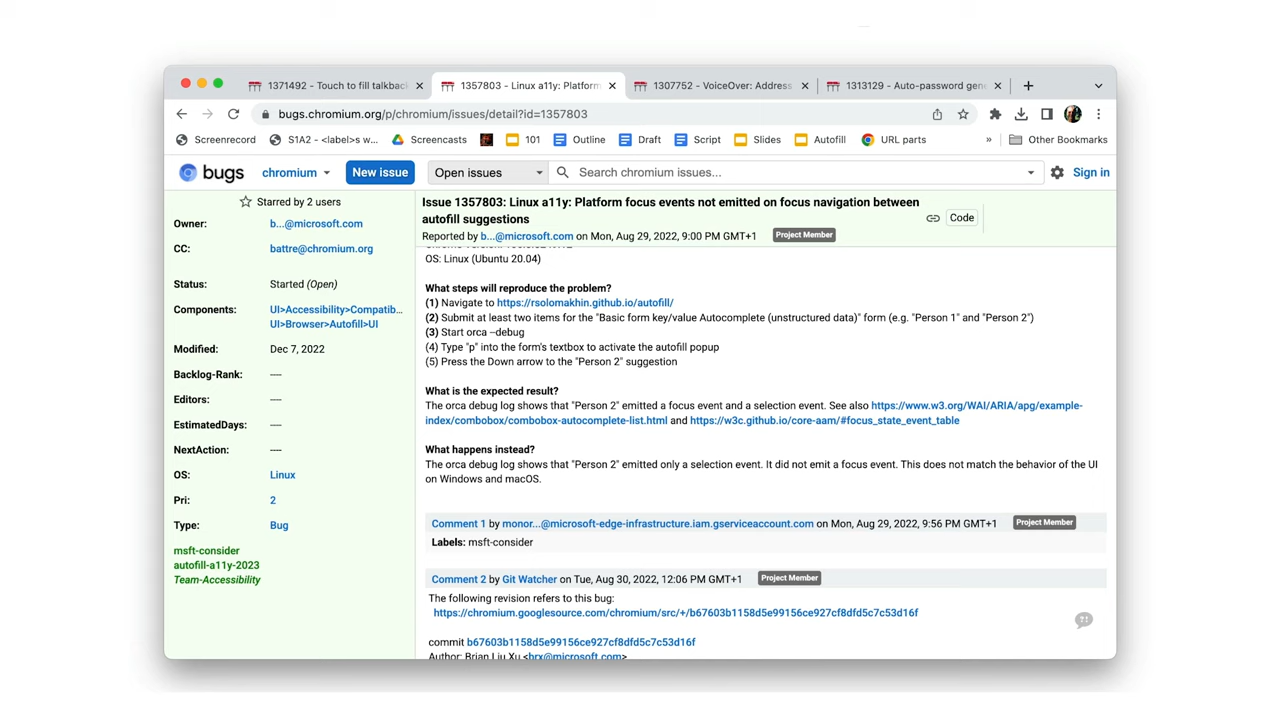 1371492 - Touch to fill talkbac
1357803 - Linux a11y: Platforn
1307752 - VoiceOver: Address
1313129 - Auto-password gene
bugs.chromium.org/p/chromium/issues/detail?id=1357803
Screenrecord
S1A2 - <label>s w...
Screencasts
101
Outline
Draft
Script
Slides
Autofill
URL parts
»
Other Bookmarks
bugs
chromium
New issue
Open issues
Search chromium issues...
Sign in
Starred by 2 users
Owner: b...@microsoft.com
CC: battre@chromium.org
Status: Started (Open)
Components: UI>Accessibility>Compatib...
UI>Browser>Autofill>UI
Modified: Dec 7, 2022
Backlog-Rank: ----
Editors: ----
EstimatedDays: ----
NextAction: ----
OS: Linux
Pri: 2
Type: Bug
msft-consider
autofill-a11y-2023
Team-Accessibility
Issue 1357803: Linux a11y: Platform focus events not emitted on focus navigation between
autofill suggestions
Code
Reported by b...@microsoft.com on Mon, Aug 29, 2022, 9:00 PM GMT+1 Project Member
OS: Linux (Ubuntu 20.04)
What steps will reproduce the problem?
(1) Navigate to https://rsolomakhin.github.io/autofill/
(2) Submit at least two items for the "Basic form key/value Autocomplete (unstructured data)" form (e.g. "Person 1" and "Person 2")
(3) Start orca --debug
(4) Type "p" into the form's textbox to activate the autofill popup
(5) Press the Down arrow to the "Person 2" suggestion
What is the expected result?
The orca debug log shows that "Person 2" emitted a focus event and a selection event. See also https://www.w3.org/WAI/ARIA/apg/example-
index/combobox/combobox-autocomplete-list.html and https://w3c.github.io/core-aam/#focus_state_event_table
What happens instead?
The orca debug log shows that "Person 2" emitted only a selection event. It did not emit a focus event. This does not match the behavior of the UI
on Windows and macOS.
Comment 1 by monor...@microsoft-edge-infrastructure.iam.gserviceaccount.com on Mon, Aug 29, 2022, 9:56 PM GMT+1 Project Member
Labels: msft-consider
Comment 2 by Git Watcher on Tue, Aug 30, 2022, 12:06 PM GMT+1 Project Member
The following revision refers to this bug:
https://chromium.googlesource.com/chromium/src/+/b67603b1158d5e99156ce927cf8dfd5c7c53d16f
commit b67603b1158d5e99156ce927cf8dfd5c7c53d16f
Author: Brian Liu Xu <brx@microsoft.com>